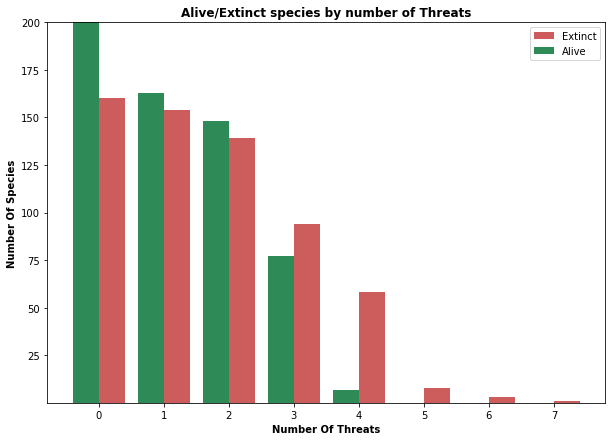 Alive/Extinct species by number of Threats
Extinct
Alive
Number Of Species
200
175
150
125
100
75
50
25
0 1 2 3 4 5 6 7
Number Of Threats